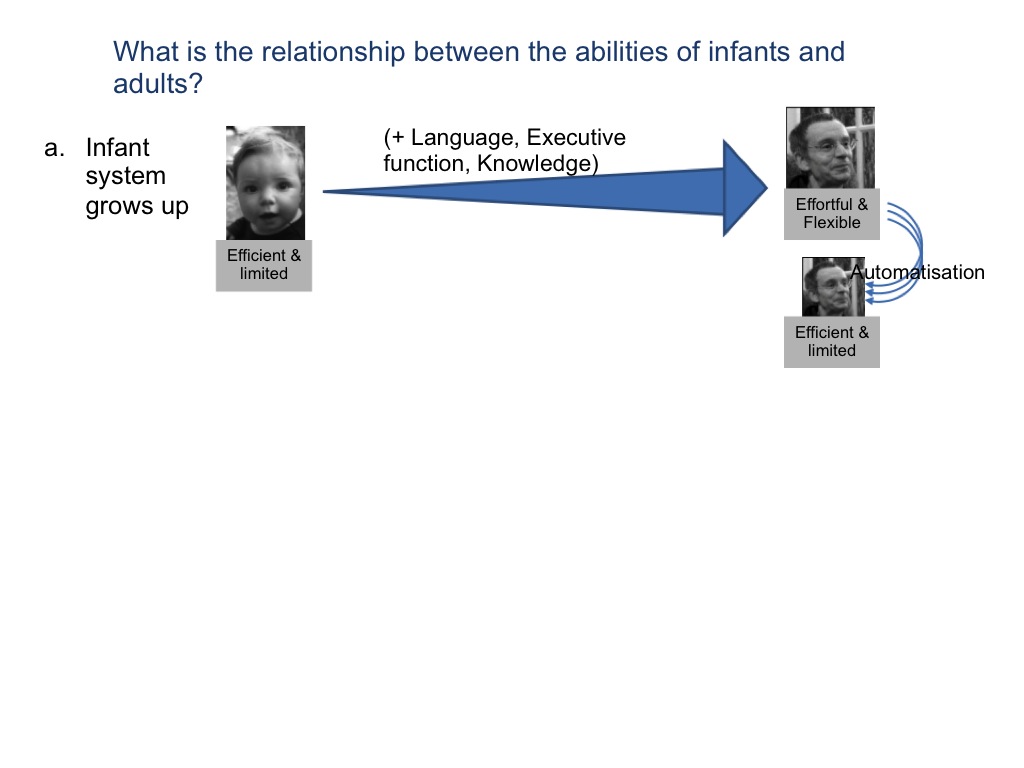 What is the relationship between the abilities of infants and
adults?
a. Infant
system
grows up
(+ Language, Executive
function, Knowledge)
Efficient &
limited
Effortful &
Flexible
Automatisation
Efficient &
limited